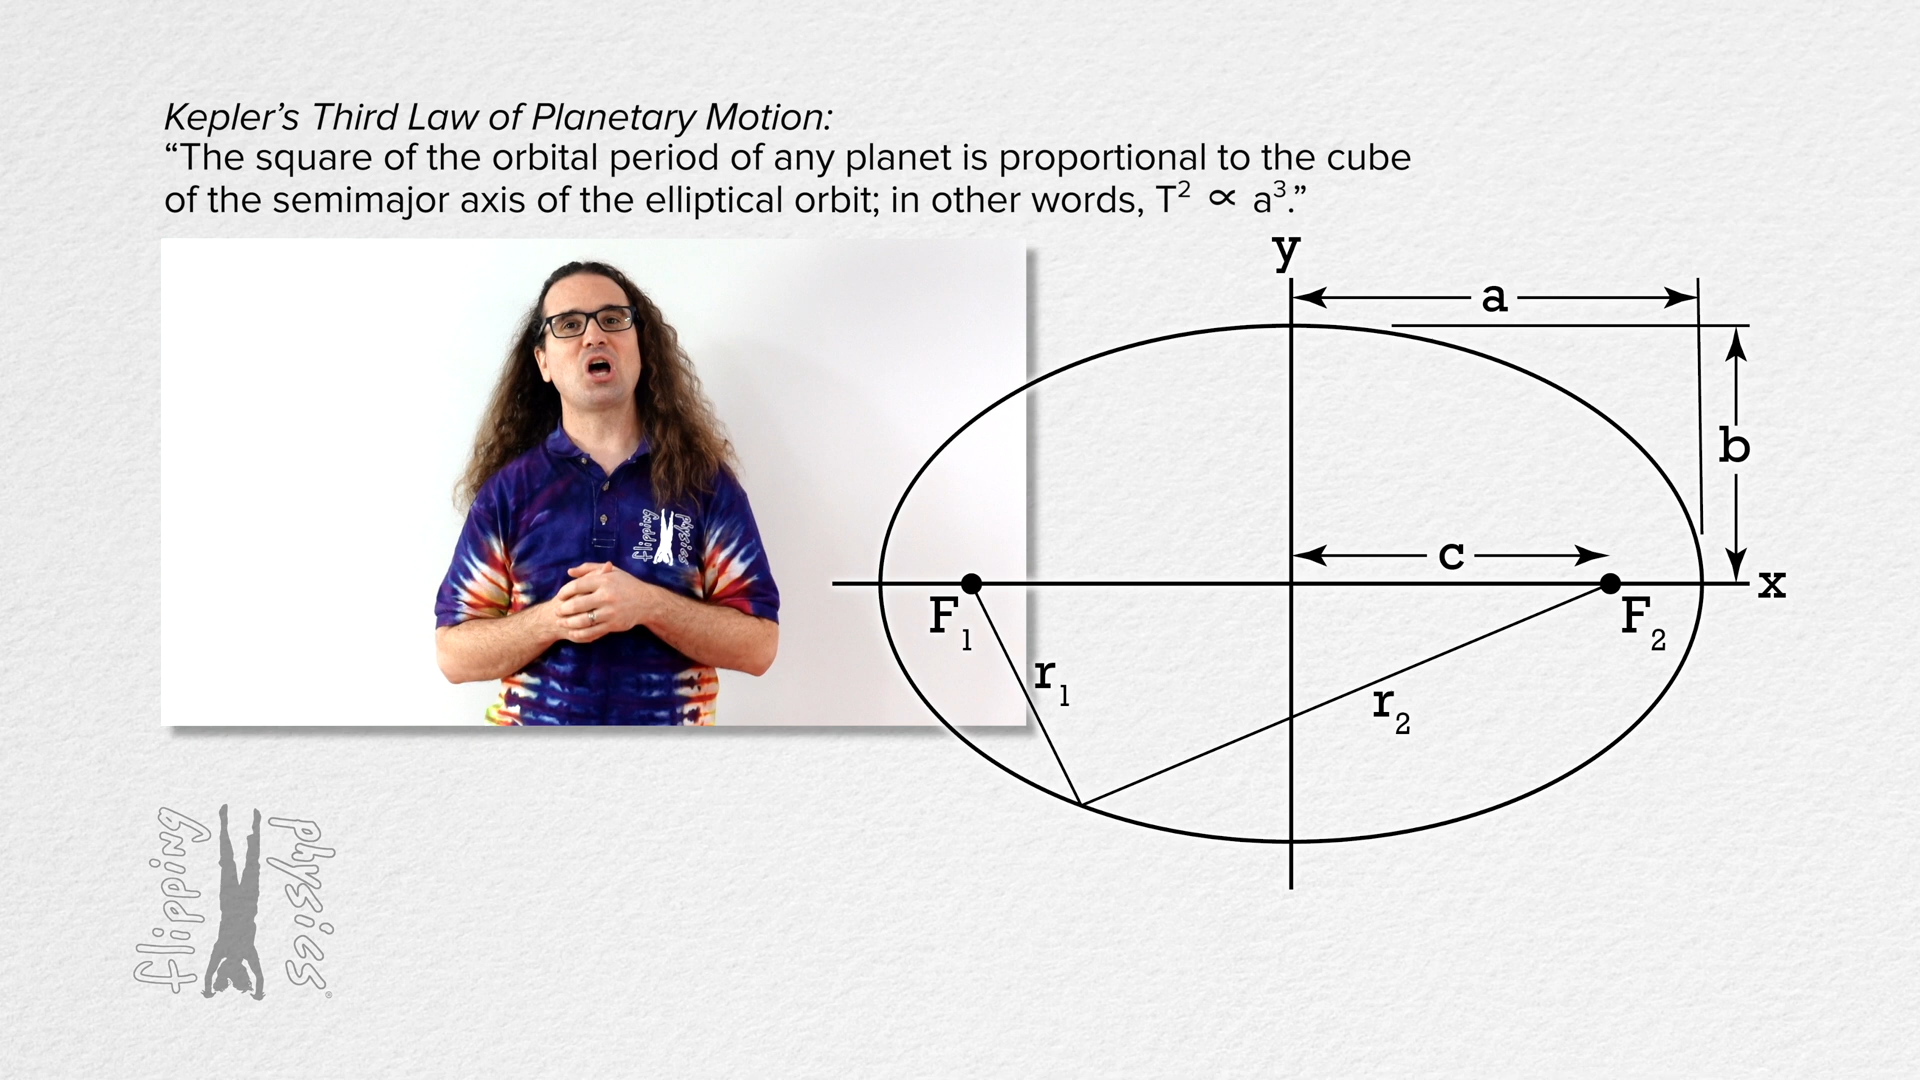 Kepler’s Third Law of Planetary Motion:
“The square of the orbital period of any planet is proportional to the cube
of the semimajor axis of the elliptical orbit; in other words, T² ∝ a³.”
y
a
b
c
x
F₁
F₂
r₁
r₂
flipping physics
flipping physics®